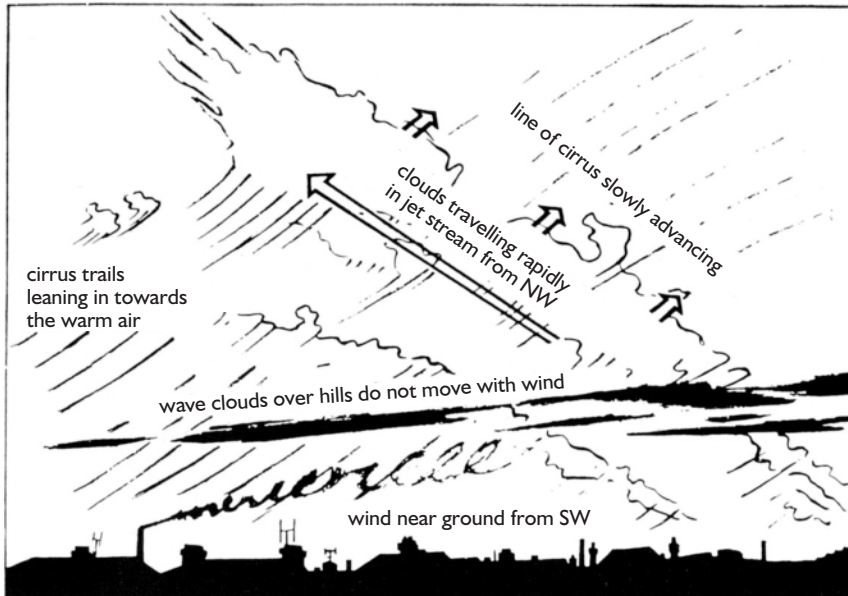 line of cirrus slowly advancing
clouds travelling rapidly
in jet stream from NW
cirrus trails
leaning in towards
the warm air
wave clouds over hills do not move with wind
wind near ground from SW